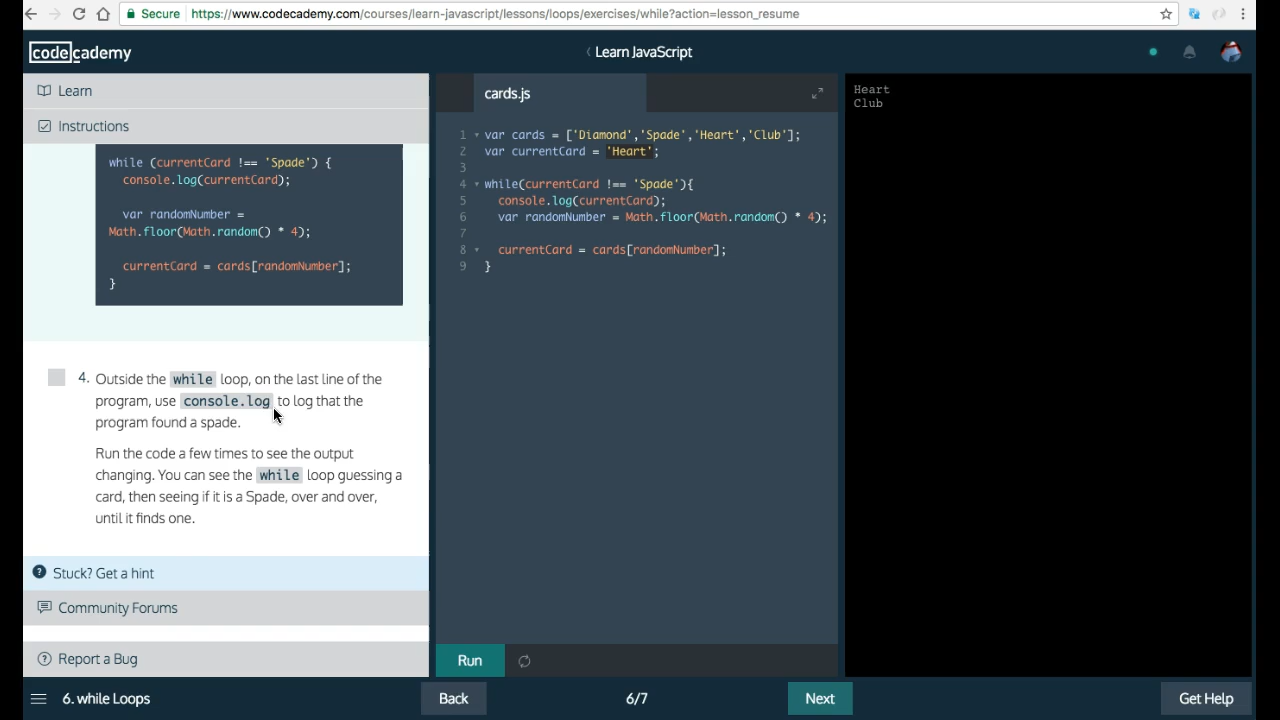 Secure https://www.codecademy.com/courses/learn-javascript/lessons/loops/exercises/while?action=lesson_resume
codecademy
Learn JavaScript
Learn
Instructions
while (currentCard !== 'Spade') {
console.log(currentCard);
var randomNumber =
Math.floor(Math.random() * 4);
currentCard = cards[randomNumber];
}
4. Outside the while loop, on the last line of the
program, use console.log to log that the
program found a spade.
Run the code a few times to see the output
changing. You can see the while loop guessing a
card, then seeing if it is a Spade, over and over,
until it finds one.
Stuck? Get a hint
Community Forums
Report a Bug
cards.js
1 var cards = ['Diamond','Spade','Heart','Club'];
2 var currentCard = 'Heart';
3
4 while(currentCard !== 'Spade'){
5 console.log(currentCard);
6 var randomNumber = Math.floor(Math.random() * 4);
7
8 currentCard = cards[randomNumber];
9 }
Run
Heart
Club
6. while Loops
Back
6/7
Next
Get Help